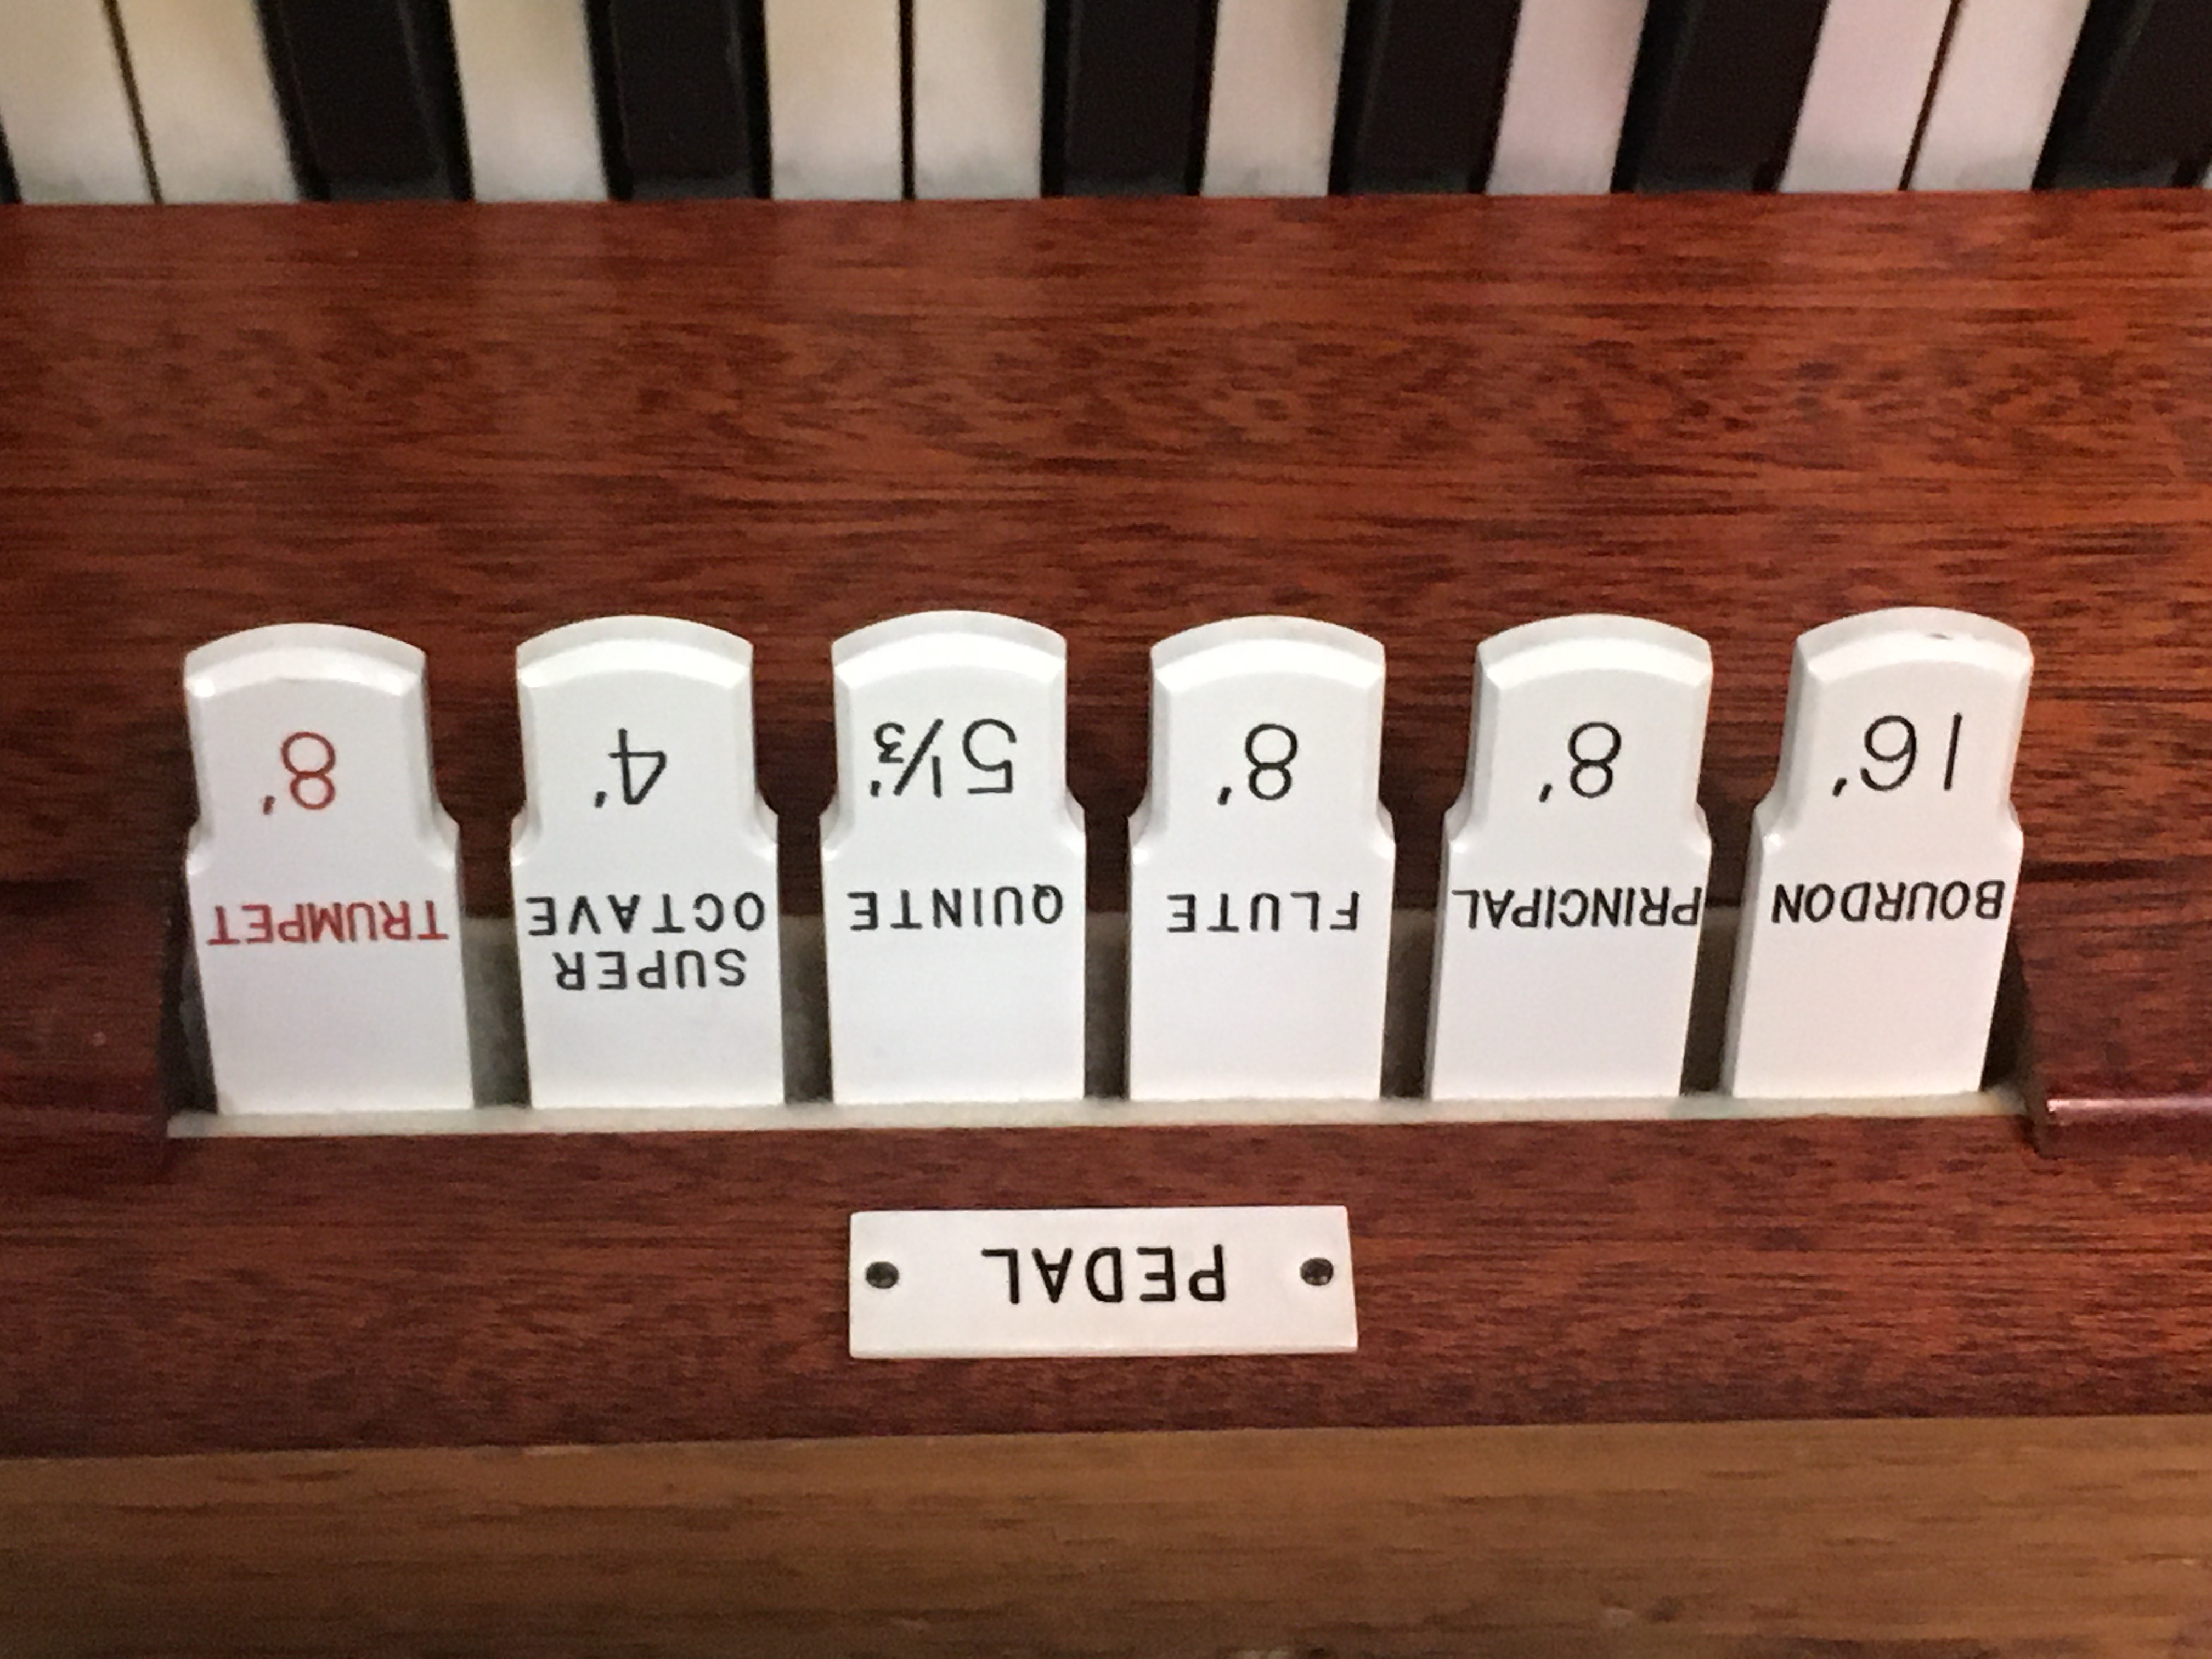 PEDAL
BOURDON
16'
PRINCIPAL
8'
FLUTE
8'
QUINTE
5⅓'
SUPER
OCTAVE
4'
TRUMPET
8'